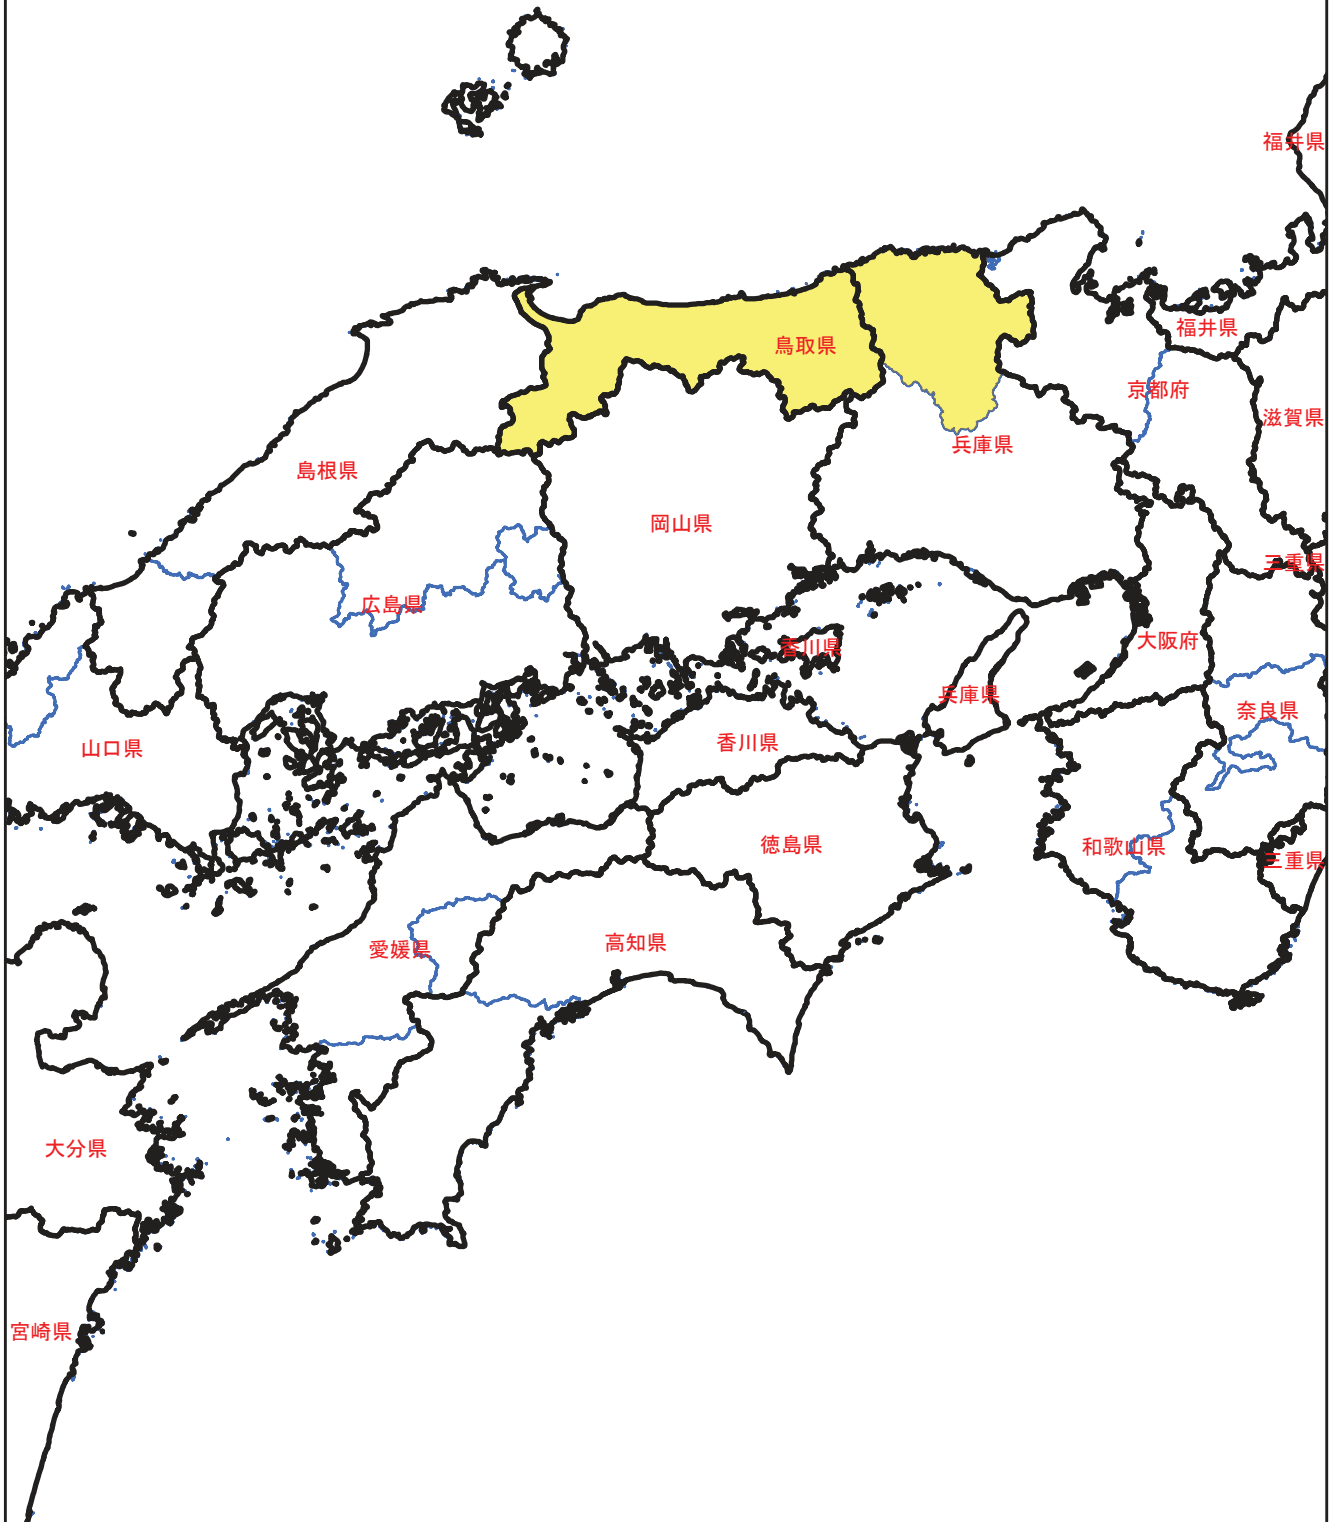 福井県
福井県
鳥取県
京都府
滋賀県
兵庫県
島根県
岡山県
三重県
広島県
大阪府
香川県
兵庫県
奈良県
香川県
山口県
徳島県
和歌山県
三重県
高知県
愛媛県
大分県
宮崎県